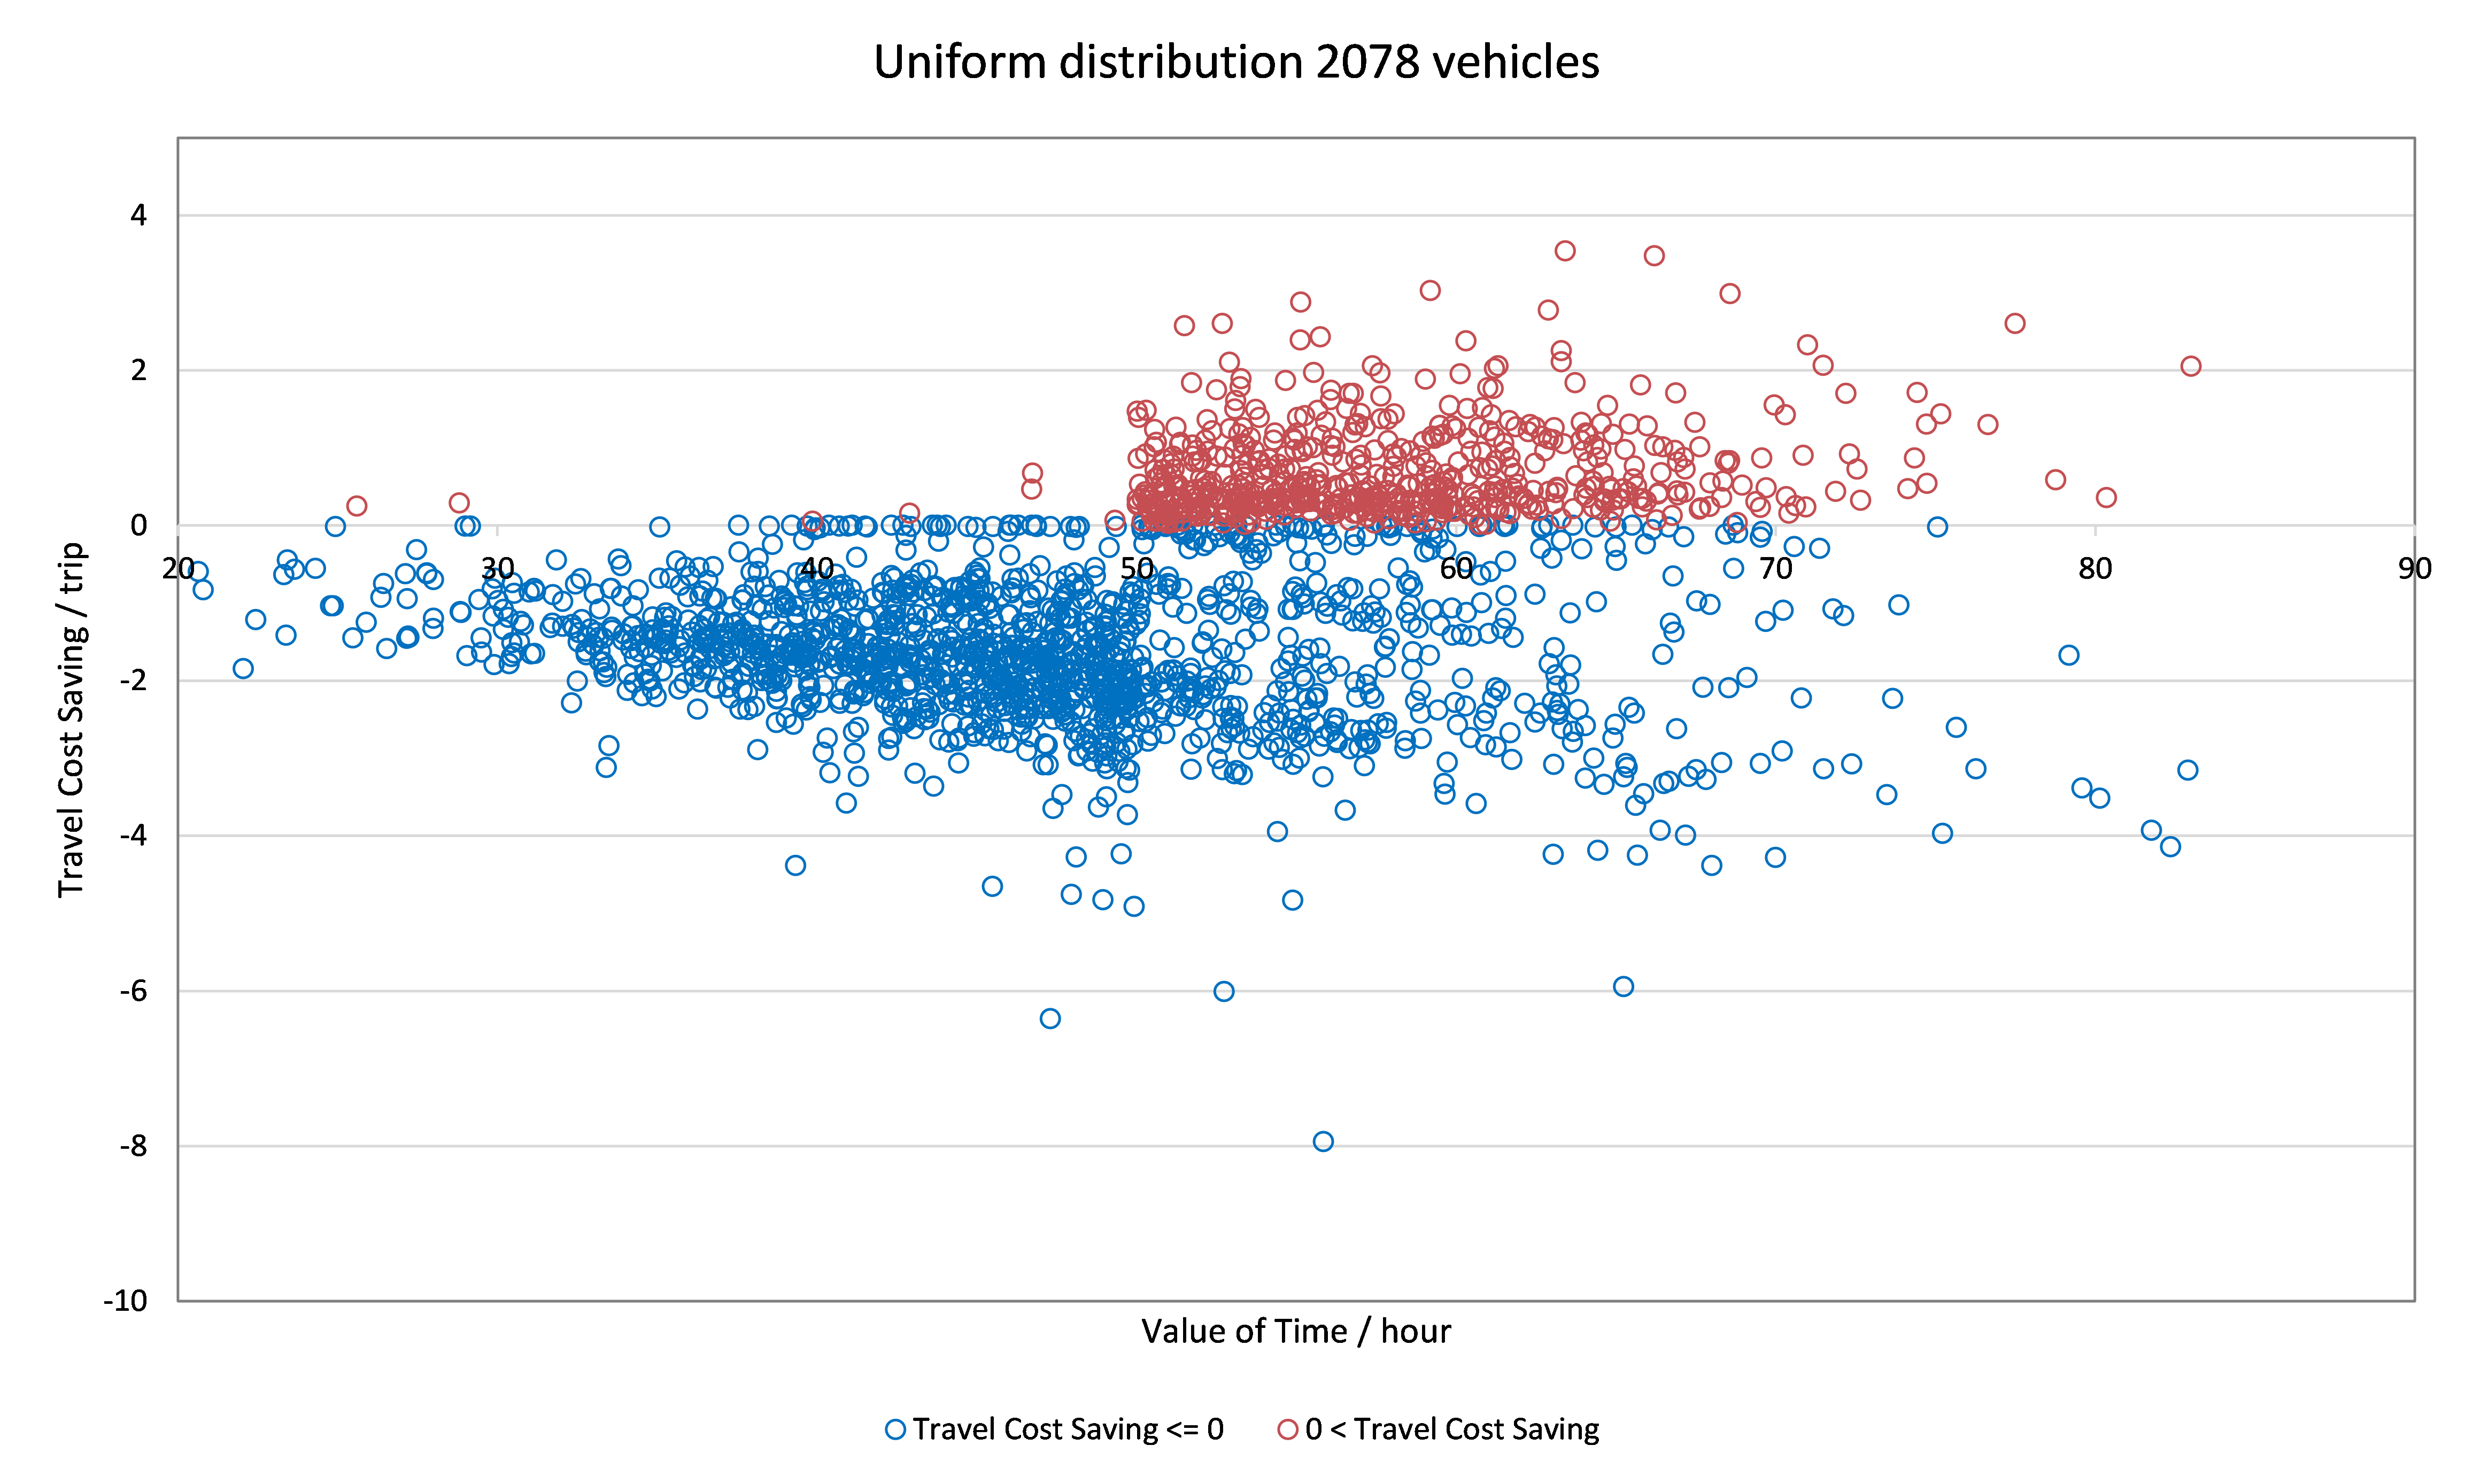 Uniform distribution 2078 vehicles
4
2
0
20 30 40 50 60 70 80 90
-2
-4
-6
-8
-10
Travel Cost Saving / trip
Value of Time / hour
Travel Cost Saving <= 0
0 < Travel Cost Saving